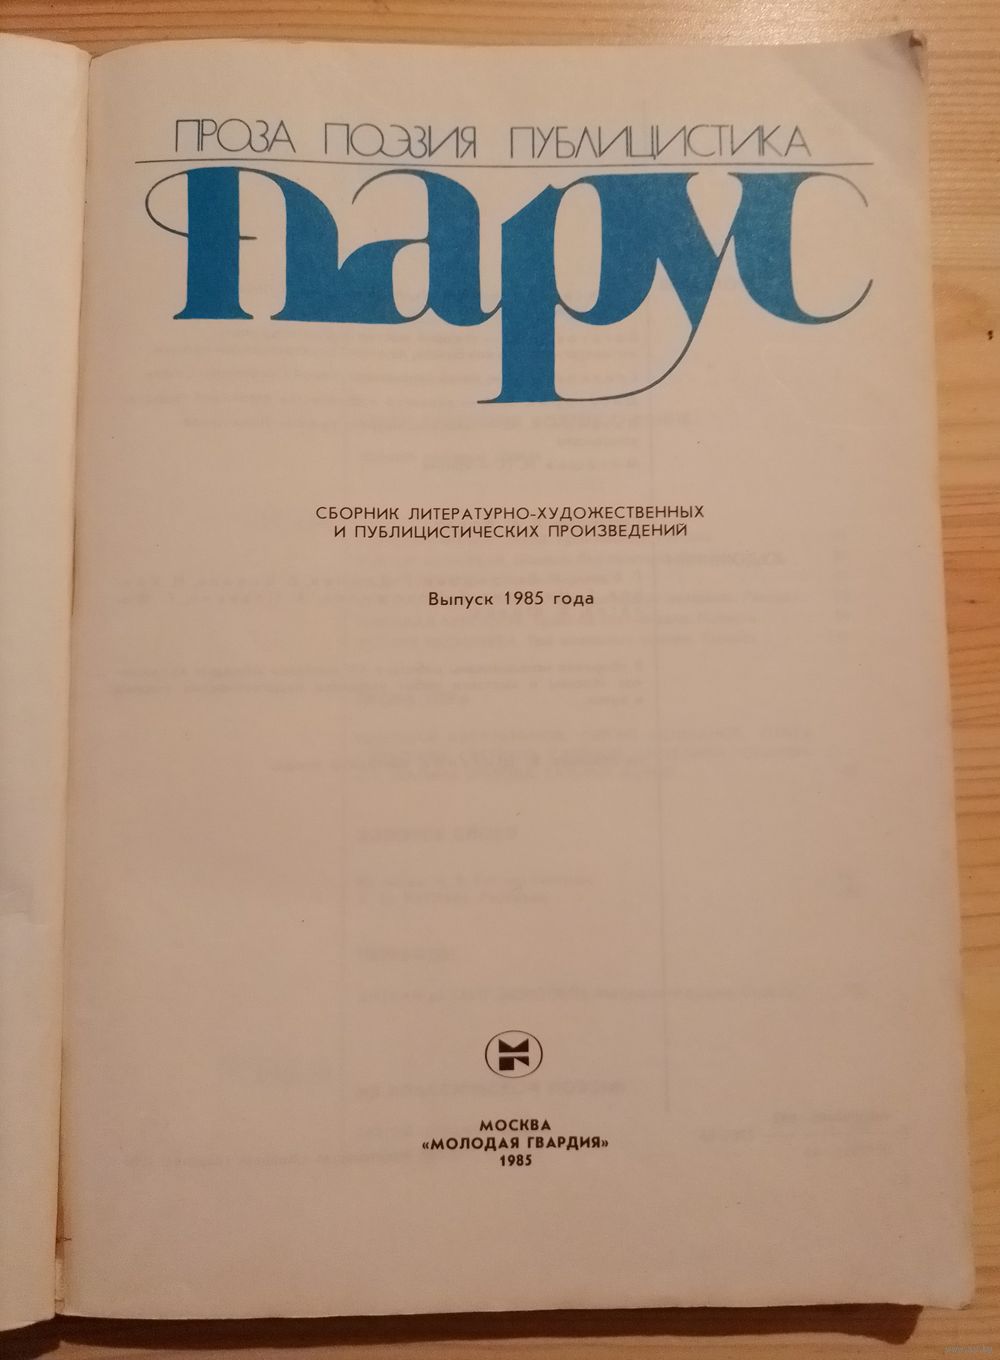 ПРОЗА ПОЭЗИЯ ПУБЛИЦИСТИКА
ПАРУС
СБОРНИК ЛИТЕРАТУРНО-ХУДОЖЕСТВЕННЫХ
И ПУБЛИЦИСТИЧЕСКИХ ПРОИЗВЕДЕНИЙ
Выпуск 1985 года
МОСКВА
«МОЛОДАЯ ГВАРДИЯ»
1985